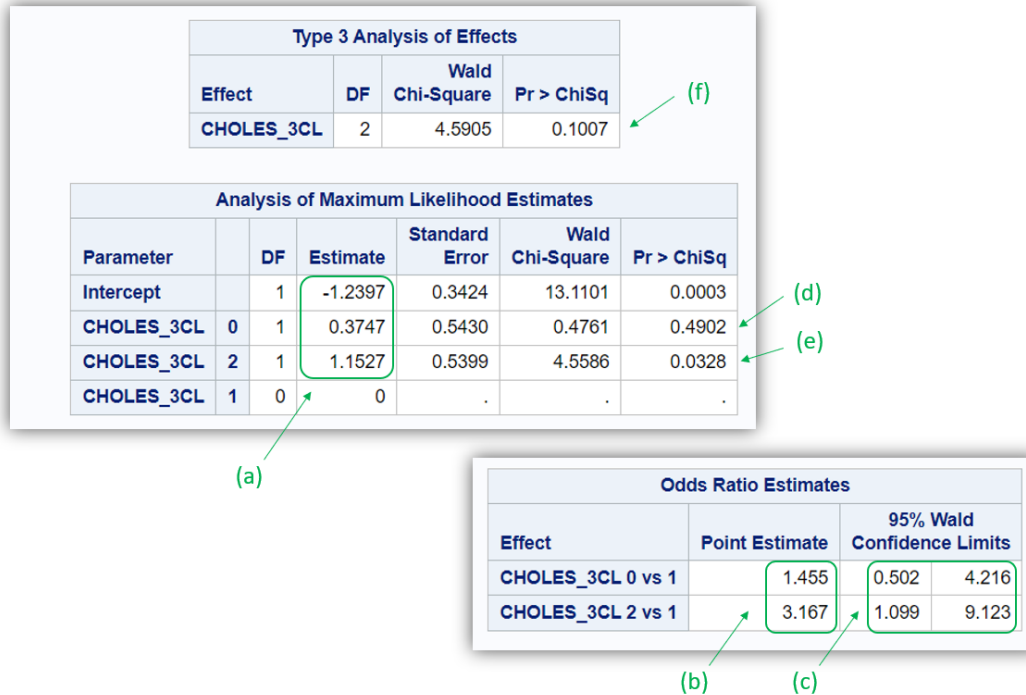 Type 3 Analysis of Effects
Effect DF Wald Chi-Square Pr > ChiSq
CHOLES_3CL 2 4.5905 0.1007
(f)
Analysis of Maximum Likelihood Estimates
Parameter DF Estimate Standard Error Wald Chi-Square Pr > ChiSq
Intercept 1 -1.2397 0.3424 13.1101 0.0003
(d)
CHOLES_3CL 0 1 0.3747 0.5430 0.4761 0.4902
(e)
CHOLES_3CL 2 1 1.1527 0.5399 4.5586 0.0328
CHOLES_3CL 1 0 0 . . .
(a)
Odds Ratio Estimates
Effect Point Estimate 95% Wald Confidence Limits
CHOLES_3CL 0 vs 1 1.455 0.502 4.216
CHOLES_3CL 2 vs 1 3.167 1.099 9.123
(b) (c)